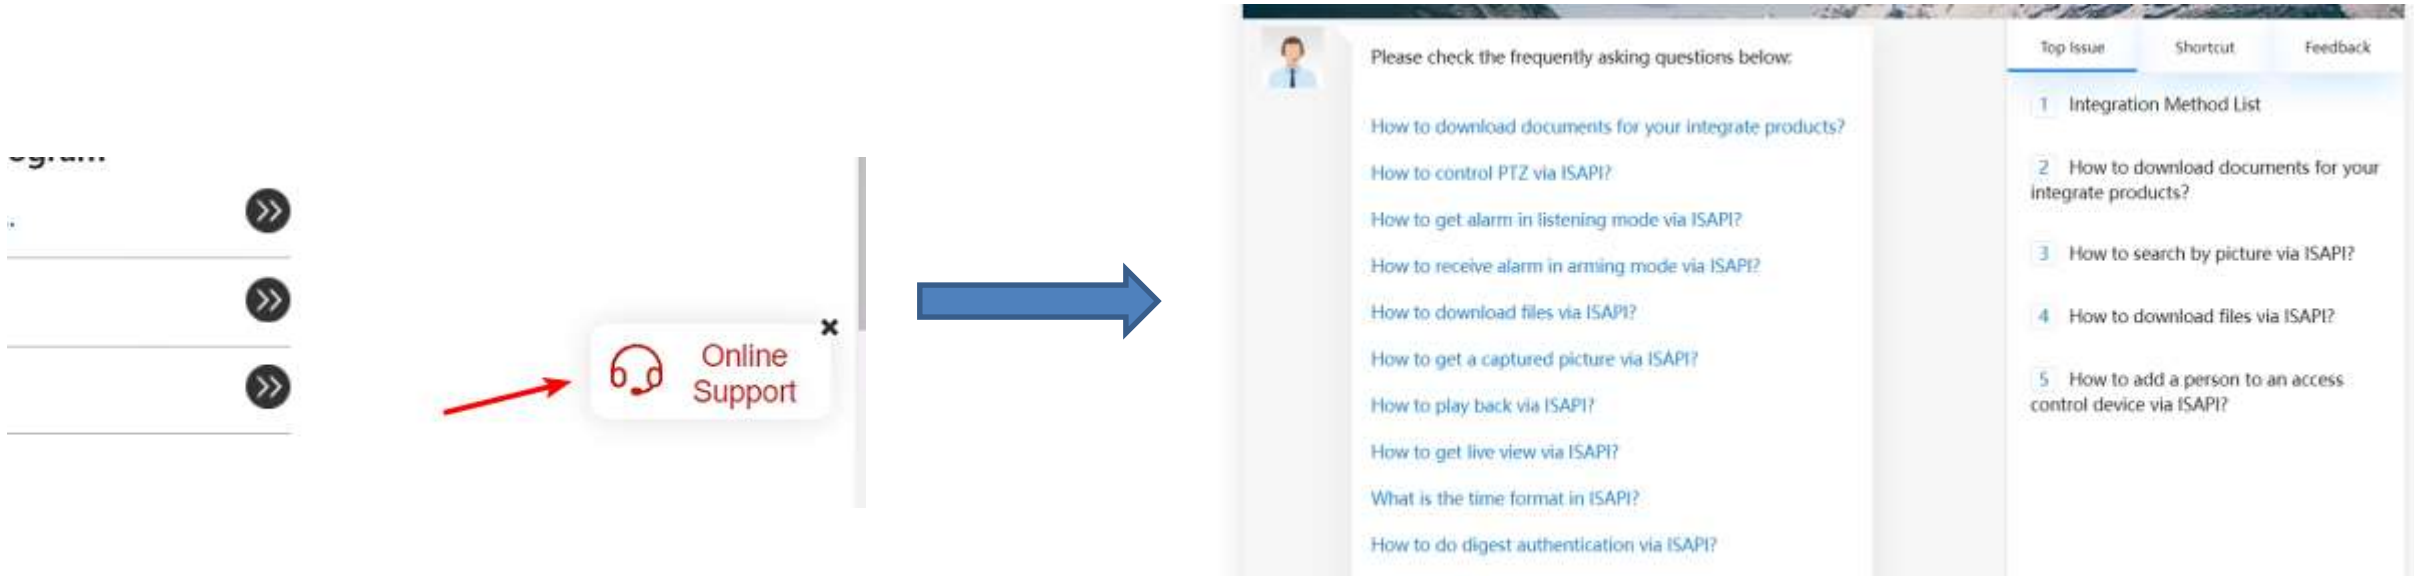 Online
Support
Please check the frequently asking questions below:
How to download documents for your integrate products?
How to control PTZ via ISAPI?
How to get alarm in listening mode via ISAPI?
How to receive alarm in arming mode via ISAPI?
How to download files via ISAPI?
How to get a captured picture via ISAPI?
How to play back via ISAPI?
How to get live view via ISAPI?
What is the time format in ISAPI?
How to do digest authentication via ISAPI?
Top Issue Shortcut Feedback
1 Integration Method List
2 How to download documents for your
integrate products?
3 How to search by picture via ISAPI?
4 How to download files via ISAPI?
5 How to add a person to an access
control device via ISAPI?